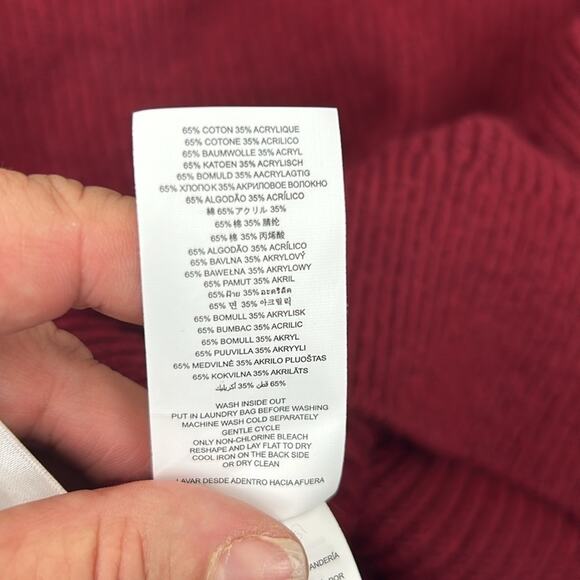 65% COTON 35% ACRYLIQUE
65% COTONE 35% ACRILICO
65% BAUMWOLLE 35% ACRYL
65% KATOEN 35% ACRYLISCH
65% BOMULD 35% AACRYLAGTIG
65% ХЛОПОК 35% АКРИЛОВОЕ ВОЛОКНО
65% ALGODÃO 35% ACRÍLICO
綿 65% アクリル 35%
65% 棉 35% 腈纶
65% 棉 35% 丙烯酸
65% ALGODÃO 35% ACRÍLICO
65% BAVLNA 35% AKRYLOVÝ
65% BAWEŁNA 35% AKRYLOWY
65% PAMUT 35% AKRIL
65% ฝ้าย 35% อะคริลิค
65% 면 35% 아크릴릭
65% BOMULL 35% AKRYLISK
65% BUMBAC 35% ACRILIC
65% BOMULL 35% AKRYL
65% PUUVILLA 35% AKRYYLI
65% MEDVILNĖ 35% AKRILO PLUOŠTAS
65% KOKVILNA 35% AKRILĀTS
65% قطن 35% أكريليك
WASH INSIDE OUT
PUT IN LAUNDRY BAG BEFORE WASHING
MACHINE WASH COLD SEPARATELY
GENTLE CYCLE
ONLY NON-CHLORINE BLEACH
RESHAPE AND LAY FLAT TO DRY
COOL IRON ON THE BACK SIDE
OR DRY CLEAN
LAVAR DESDE ADENTRO HACIA AFUERA
POR